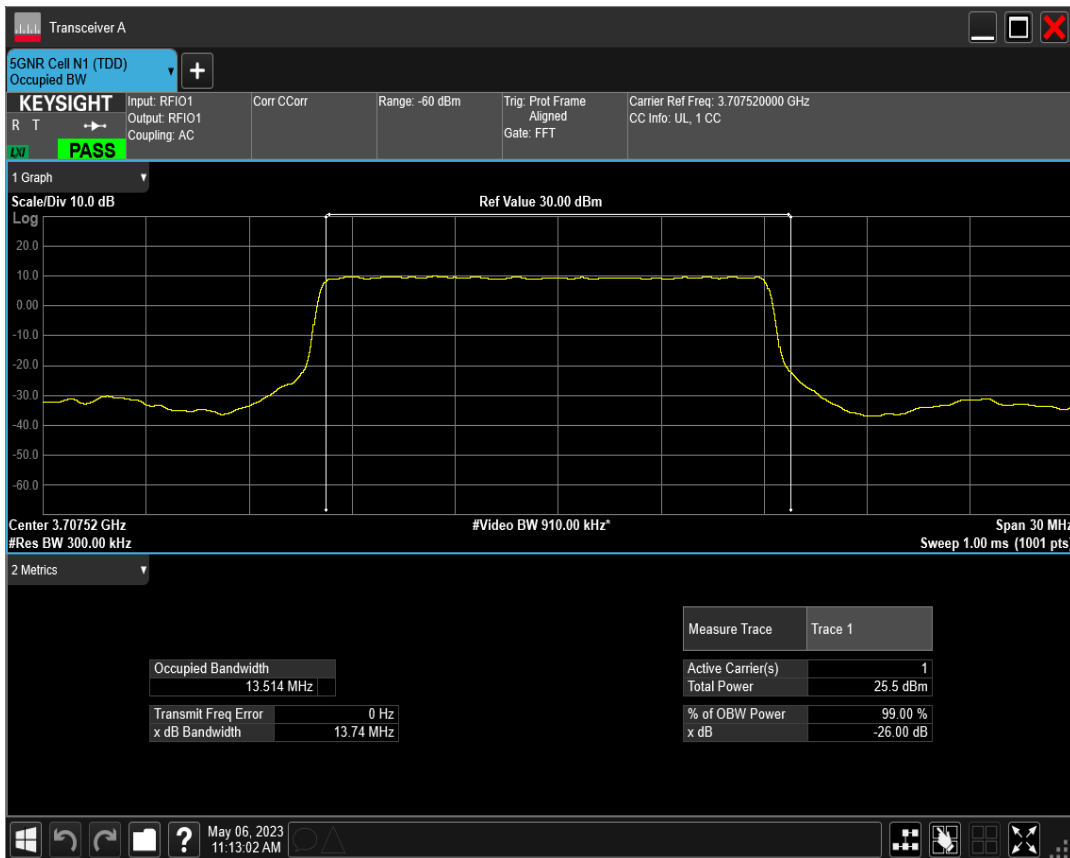 Transceiver A
5GNR Cell N1 (TDD)
Occupied BW
+
KEYSIGHT
R T
LXI
PASS
Input: RFIO1
Output: RFIO1
Coupling: AC
Corr CCorr
Range: -60 dBm
Trig: Prot Frame
Aligned
Gate: FFT
Carrier Ref Freq: 3.707520000 GHz
CC Info: UL, 1 CC
1 Graph
Scale/Div 10.0 dB
Ref Value 30.00 dBm
Log
20.0
10.0
0.00
-10.0
-20.0
-30.0
-40.0
-50.0
-60.0
Center 3.70752 GHz
#Video BW 910.00 kHz*
Span 30 MHz
#Res BW 300.00 kHz
Sweep 1.00 ms (1001 pts)
2 Metrics
Measure Trace Trace 1
Occupied Bandwidth
13.514 MHz
Active Carrier(s) 1
Total Power 25.5 dBm
Transmit Freq Error 0 Hz
x dB Bandwidth 13.74 MHz
% of OBW Power 99.00 %
x dB -26.00 dB
?
May 06, 2023
11:13:02 AM